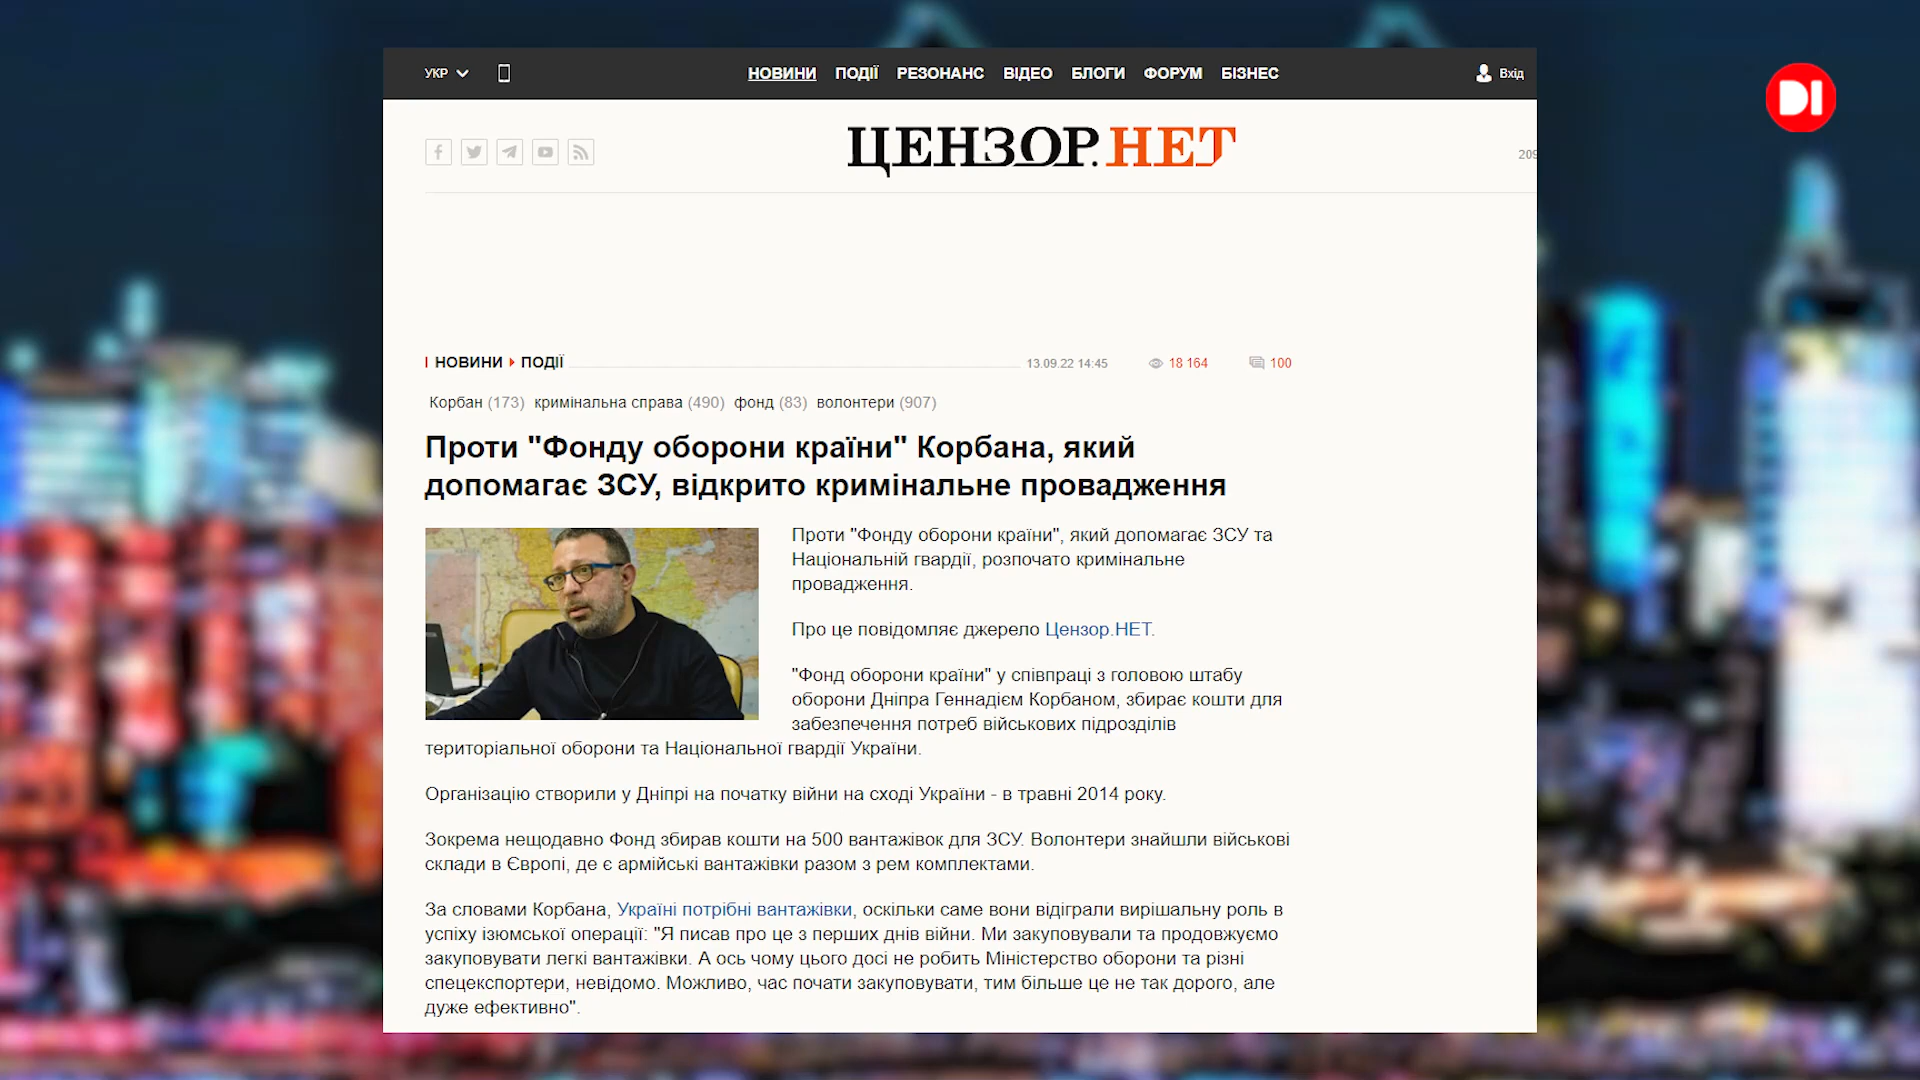 УКР
НОВИНИ ПОДІЇ РЕЗОНАНС ВІДЕО БЛОГИ ФОРУМ БІЗНЕС
Вхід
DI
ЦЕНЗОР.НЕТ
209
НОВИНИ ПОДІЇ
13.09.22 14:45 18 164 100
Корбан (173) кримінальна справа (490) фонд (83) волонтери (907)
Проти "Фонду оборони країни" Корбана, який
допомагає ЗСУ, відкрито кримінальне провадження
Проти "Фонду оборони країни", який допомагає ЗСУ та
Національній гвардії, розпочато кримінальне
провадження.
Про це повідомляє джерело Цензор.НЕТ.
"Фонд оборони країни" у співпраці з головою штабу
оборони Дніпра Геннадієм Корбаном, збирає кошти для
забезпечення потреб військових підрозділів
територіальної оборони та Національної гвардії України.
Організацію створили у Дніпрі на початку війни на сході України - в травні 2014 року.
Зокрема нещодавно Фонд збирав кошти на 500 вантажівок для ЗСУ. Волонтери знайшли військові
склади в Європі, де є армійські вантажівки разом з рем комплектами.
За словами Корбана, Україні потрібні вантажівки, оскільки саме вони відіграли вирішальну роль в
успіху ізюмської операції: "Я писав про це з перших днів війни. Ми закуповували та продовжуємо
закуповувати легкі вантажівки. А ось чому цього досі не робить Міністерство оборони та різні
спецекспортери, невідомо. Можливо, час почати закуповувати, тим більше це не так дорого, але
дуже ефективно".